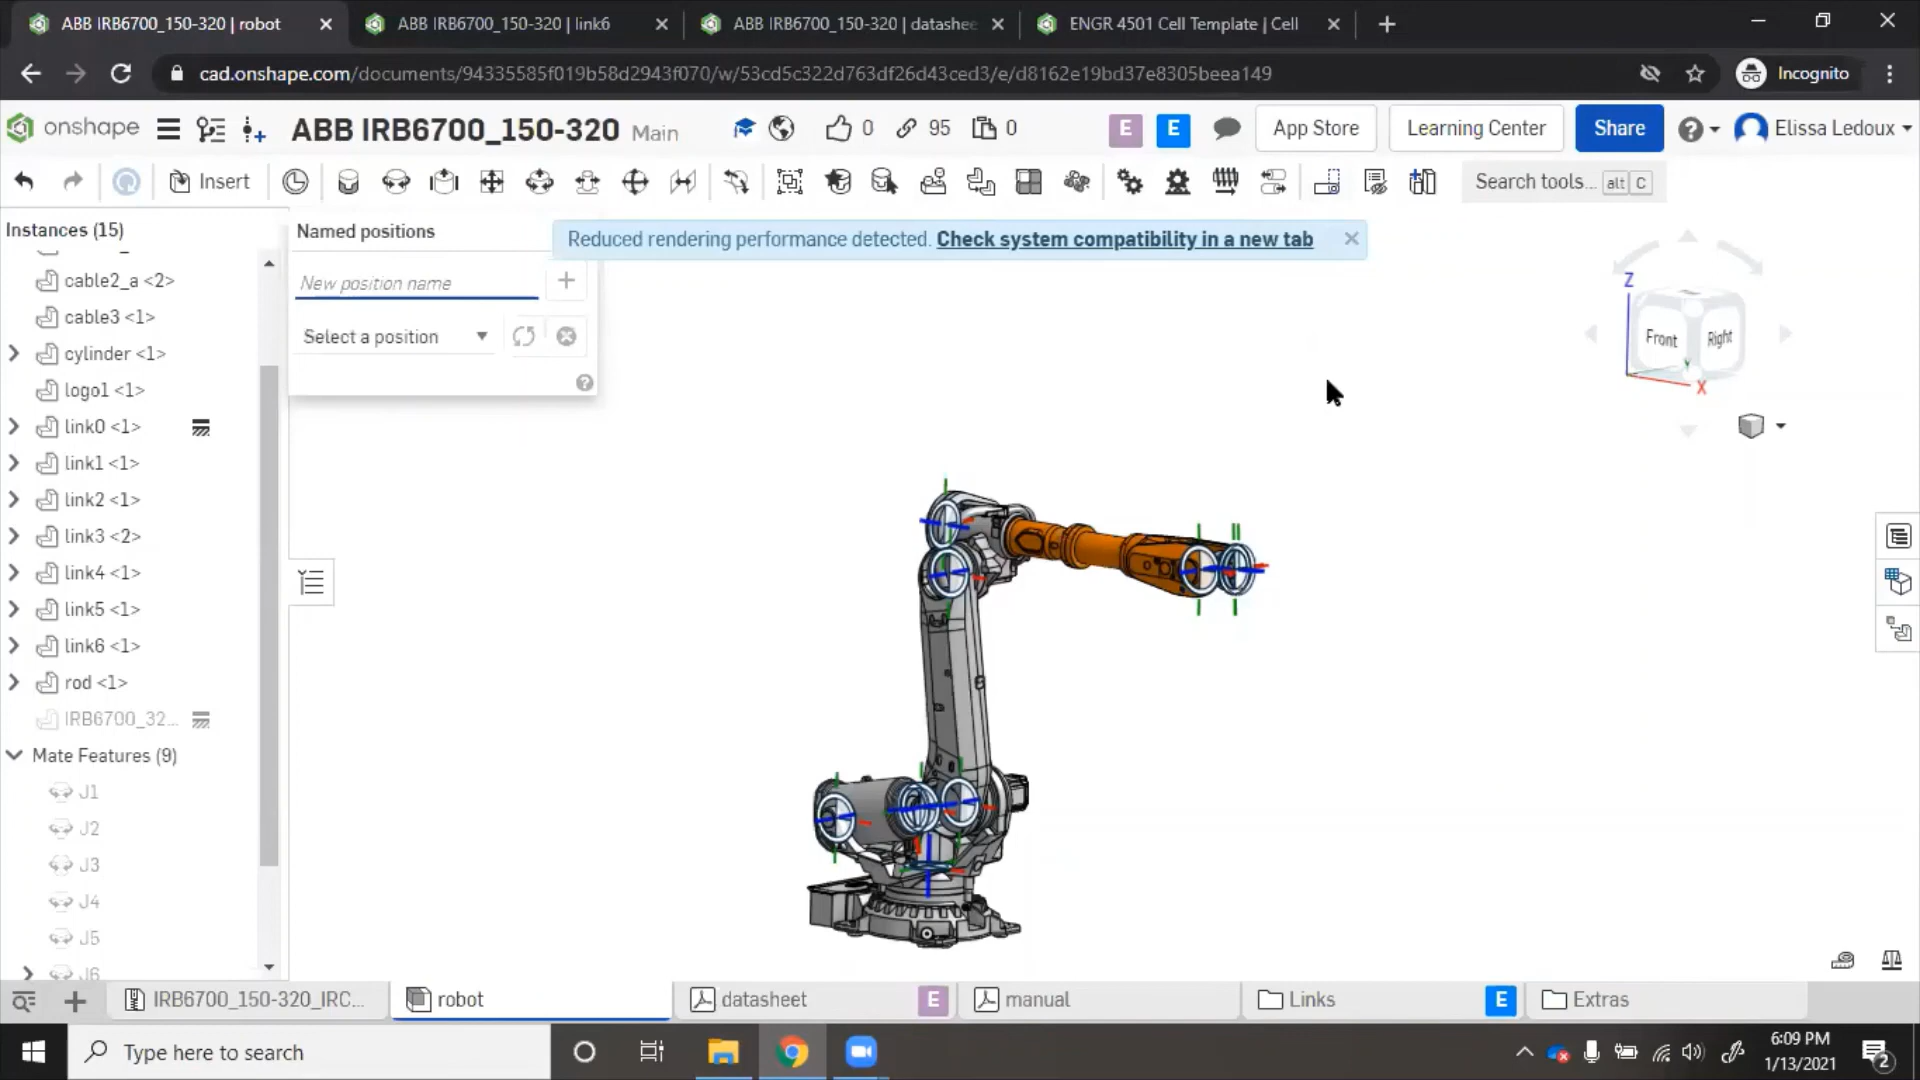 ABB IRB6700_150-320 | robot
ABB IRB6700_150-320 | link6
ABB IRB6700_150-320 | datashe
ENGR 4501 Cell Template | Cell
cad.onshape.com/documents/94335585f019b58d2943f070/w/53cd5c322d763df26d43ced3/e/d8162e19bd37e8305beea149
Incognito
onshape
ABB IRB6700_150-320 Main
0
95
0
E
E
App Store
Learning Center
Share
Elissa Ledoux
Insert
Search tools... alt C
Instances (15)
Named positions
Reduced rendering performance detected. Check system compatibility in a new tab
cable2_a <2>
New position name
cable3 <1>
Select a position
cylinder <1>
logo1 <1>
link0 <1>
link1 <1>
link2 <1>
link3 <2>
link4 <1>
link5 <1>
link6 <1>
rod <1>
IRB6700_32...
Mate Features (9)
J1
J2
J3
J4
J5
J6
Z
Front
Right
Y
X
IRB6700_150-320_IRC...
robot
datasheet
E
manual
Links
E
Extras
Type here to search
6:09 PM
1/13/2021
2